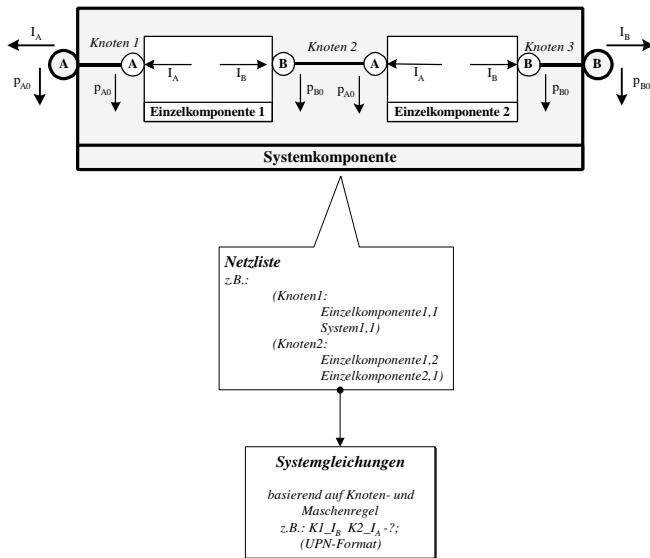 I_A
Knoten 1
Knoten 2
Knoten 3
I_B
A
A
I_A
I_B
B
A
I_A
I_B
B
B
p_A0
p_A0
p_B0
p_A0
p_B0
p_B0
Einzelkomponente 1
Einzelkomponente 2
Systemkomponente
Netzliste
z.B.:
(Knoten1:
Einzelkomponente1,1
System1,1)
(Knoten2:
Einzelkomponente1,2
Einzelkomponente2,1)
Systemgleichungen
basierend auf Knoten- und
Maschenregel
z.B.: K1_I_B K2_I_A -?;
(UPN-Format)